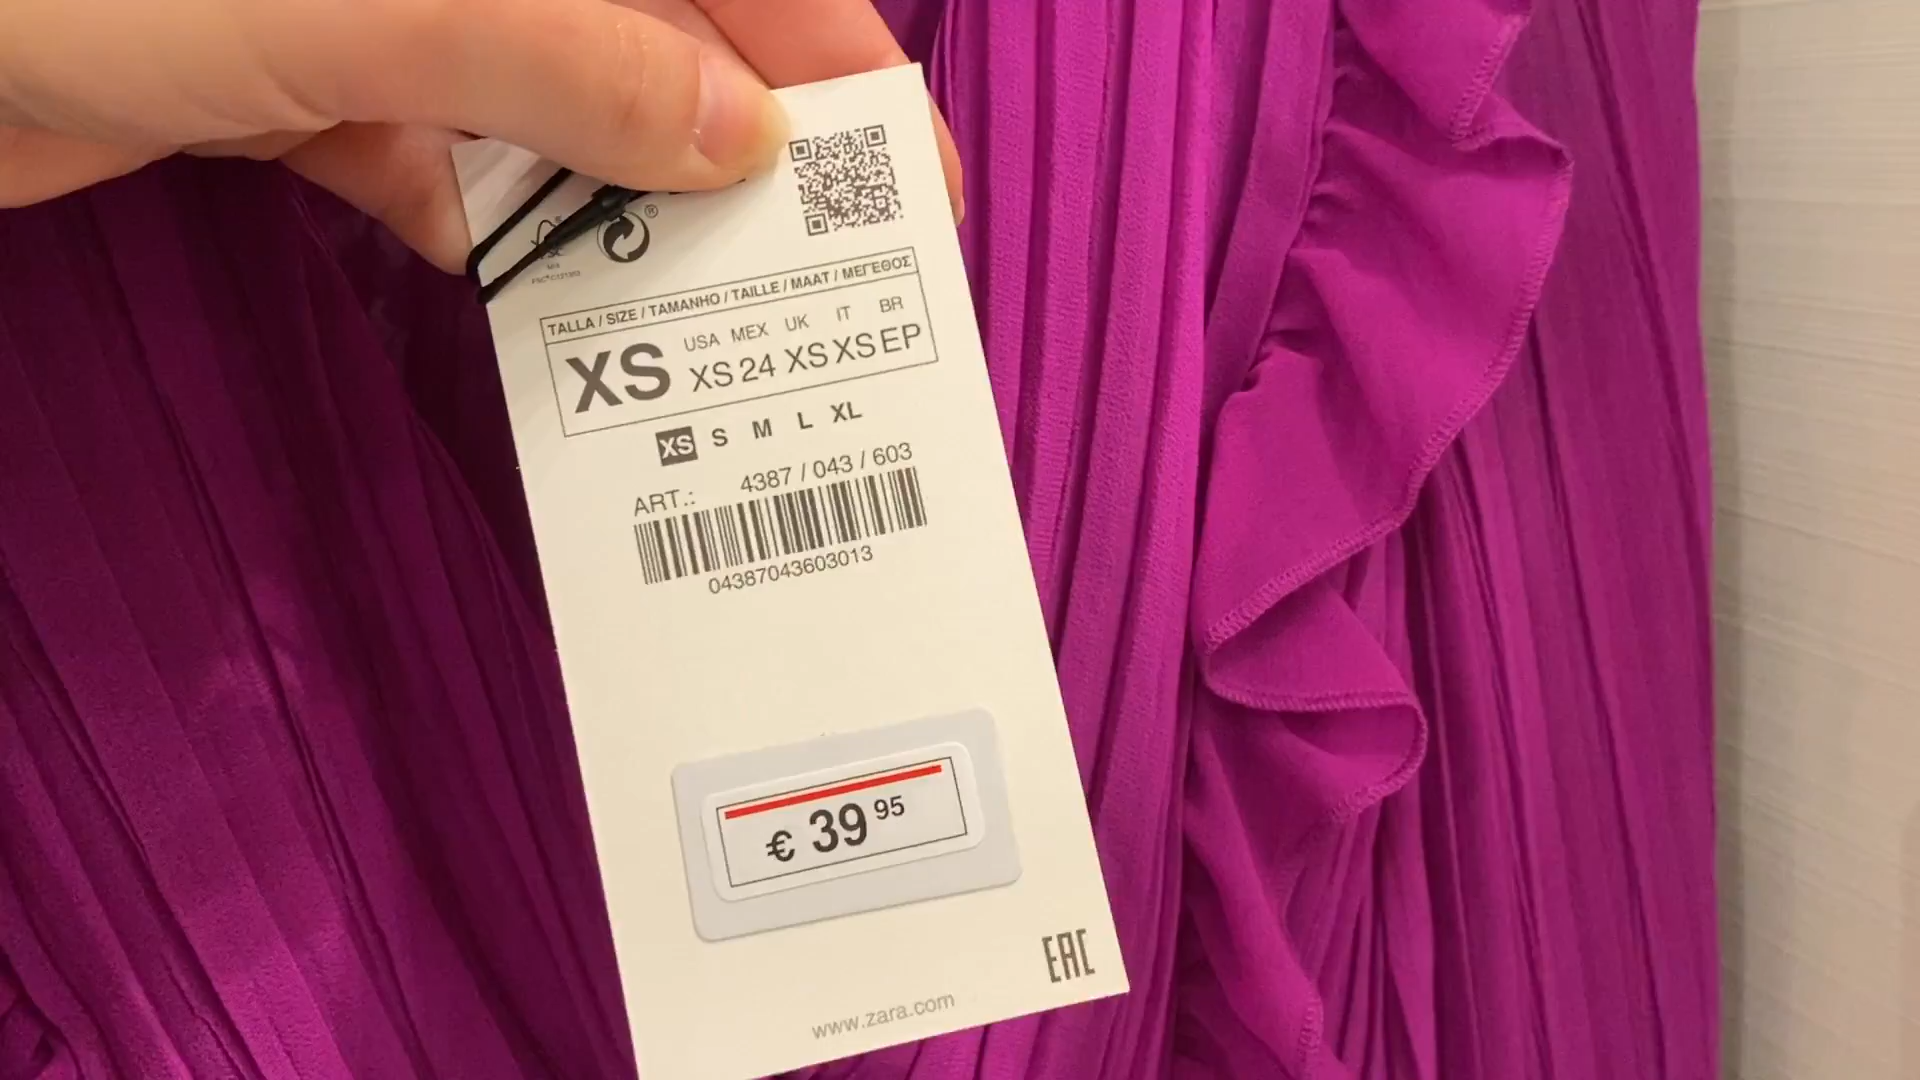 ®
TALLA / SIZE / TAMANHO / TAILLE / MAAT / ΜΕΓΕΘΟΣ
USA MEX UK IT BR
XS XS 24 XS XS EP
XS S M L XL
4387 / 043 / 603
ART.:
04387043603013
€ 39 95
EAC
www.zara.com